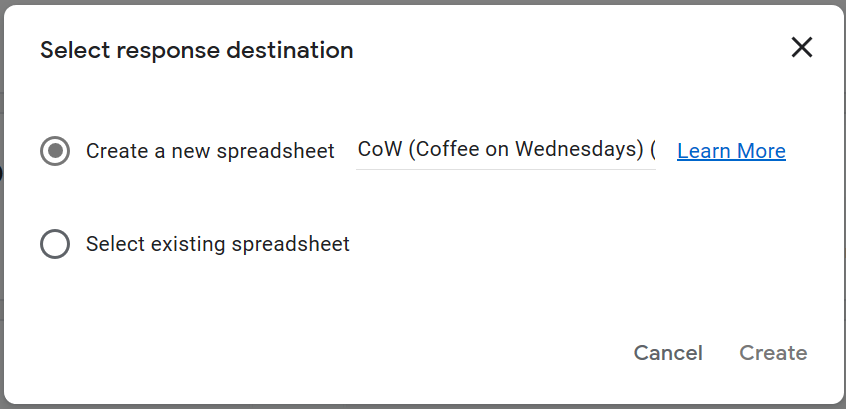 Select response destination
Create a new spreadsheet CoW (Coffee on Wednesdays) ( Learn More
Select existing spreadsheet
Cancel Create